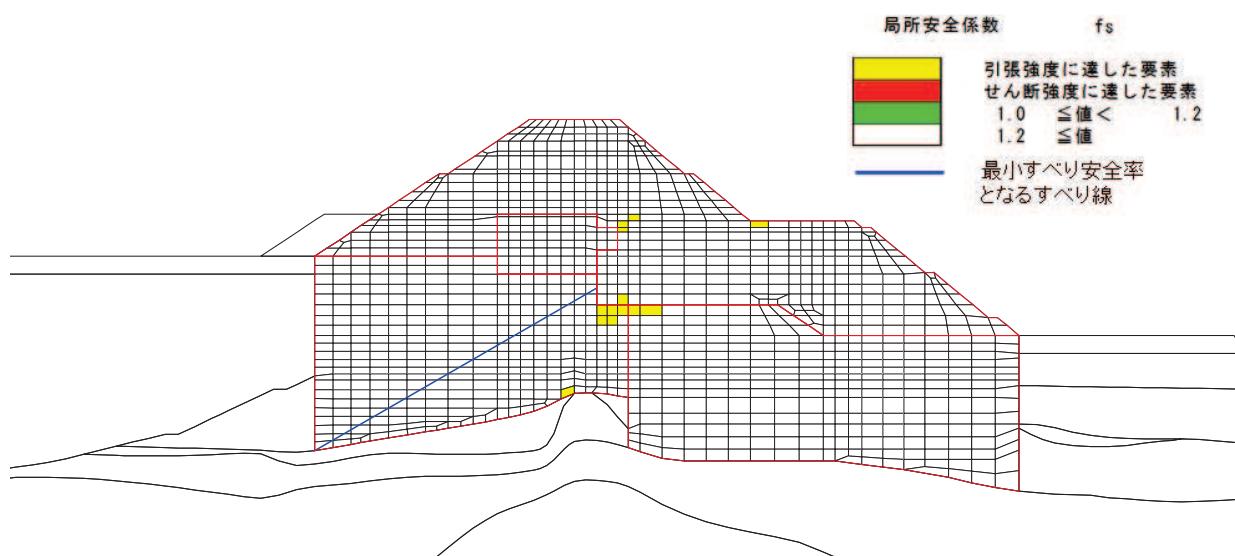 局所安全係数 fs
引張強度に達した要素
せん断強度に達した要素
1.0 ≦値< 1.2
1.2 ≦値
最小すべり安全率
となるすべり線